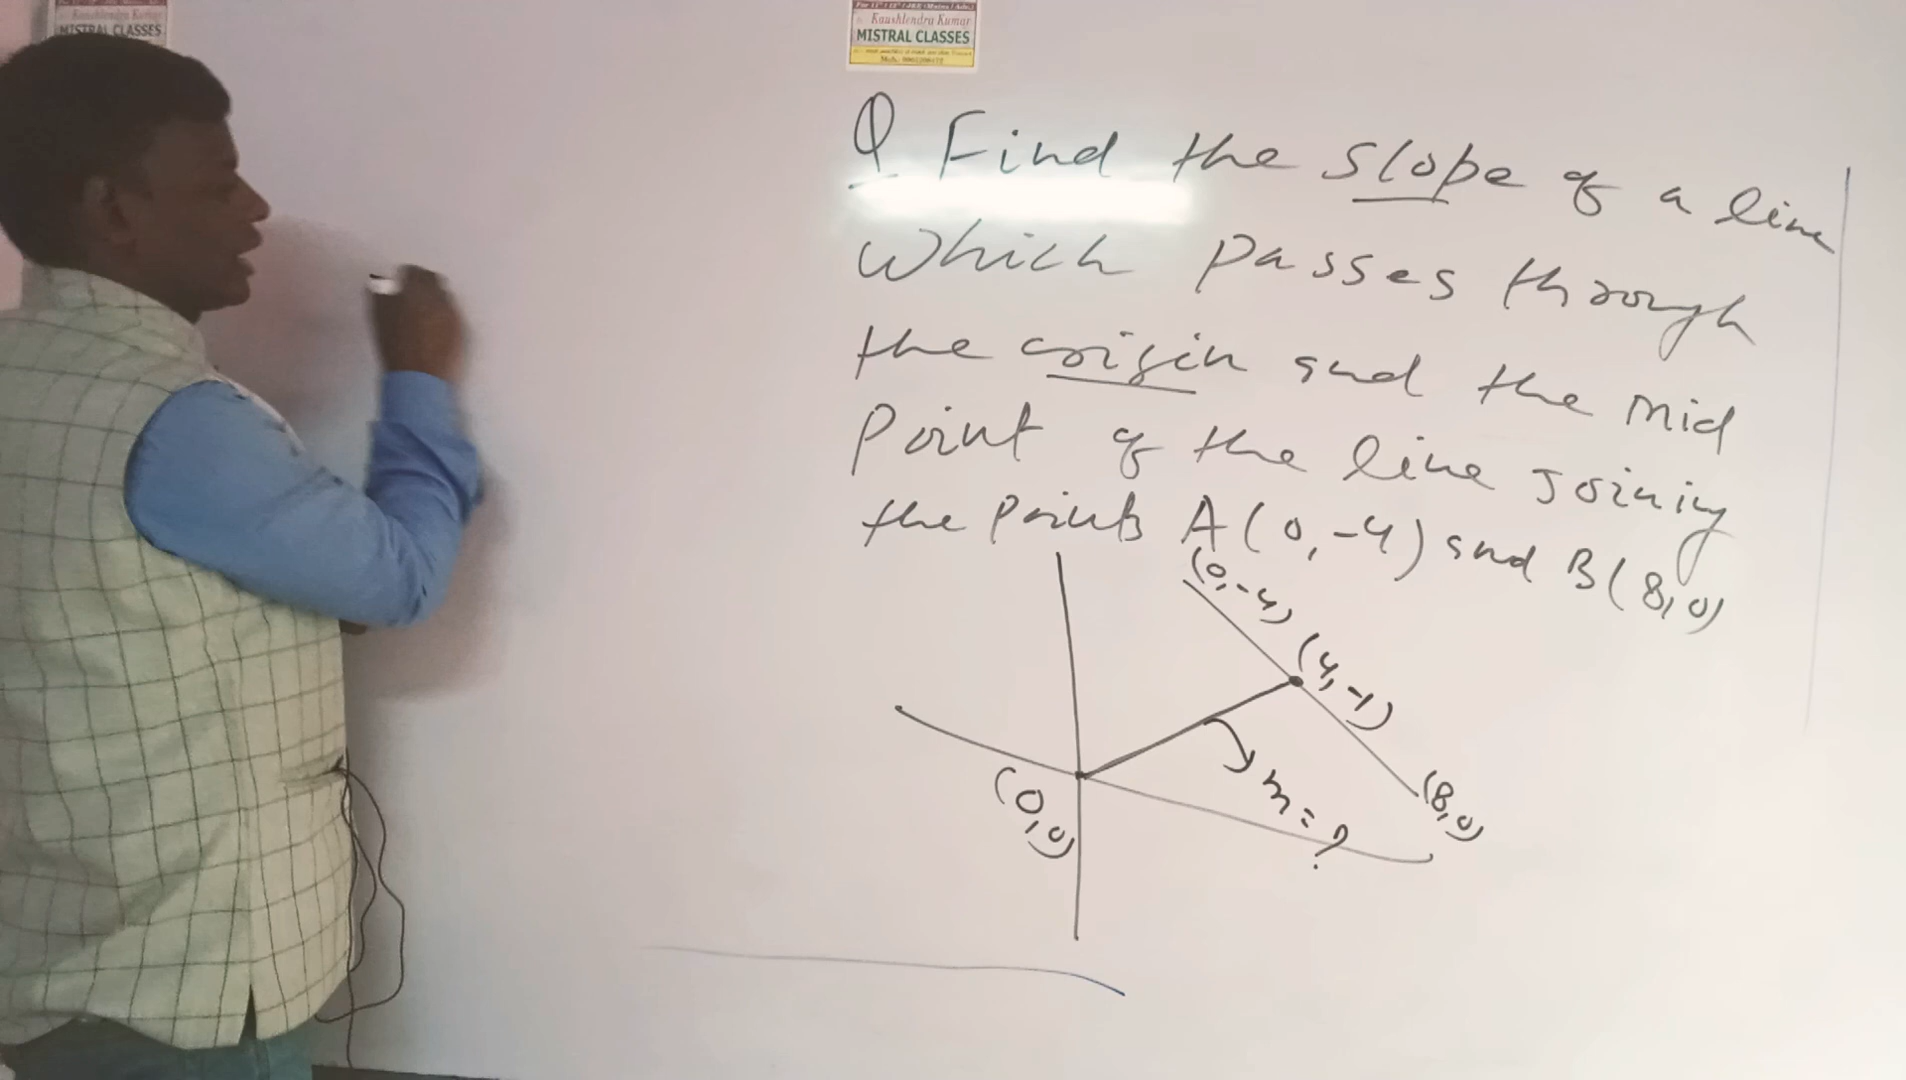 Kaushlendra Kumar
MISTRAL CLASSES
Kaushlendra Kumar
MISTRAL CLASSES
Q Find the slope of a line
which passes through
the origin and the mid
point of the line Joining
the points A(0,-4) and B(8,0)
(0,-4)
(4,-1)
(8,0)
(0,0)
m=?